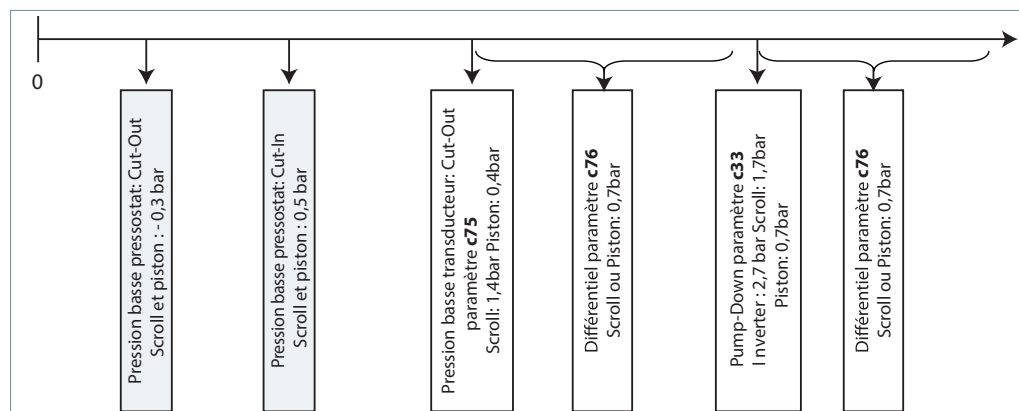 0
Pression basse pressostat: Cut-Out
Scroll et piston : - 0,3 bar
Pression basse pressostat: Cut-In
Scroll et piston : 0,5 bar
Pression basse transducteur: Cut-Out
paramètre c75
Scroll: 1,4bar Piston: 0,4bar
Différentiel paramètre c76
Scroll ou Piston: 0,7bar
Pump-Down paramètre c33
I nverter : 2,7 bar Scroll: 1,7bar
Piston: 0,7bar
Différentiel paramètre c76
Scroll ou Piston: 0,7bar